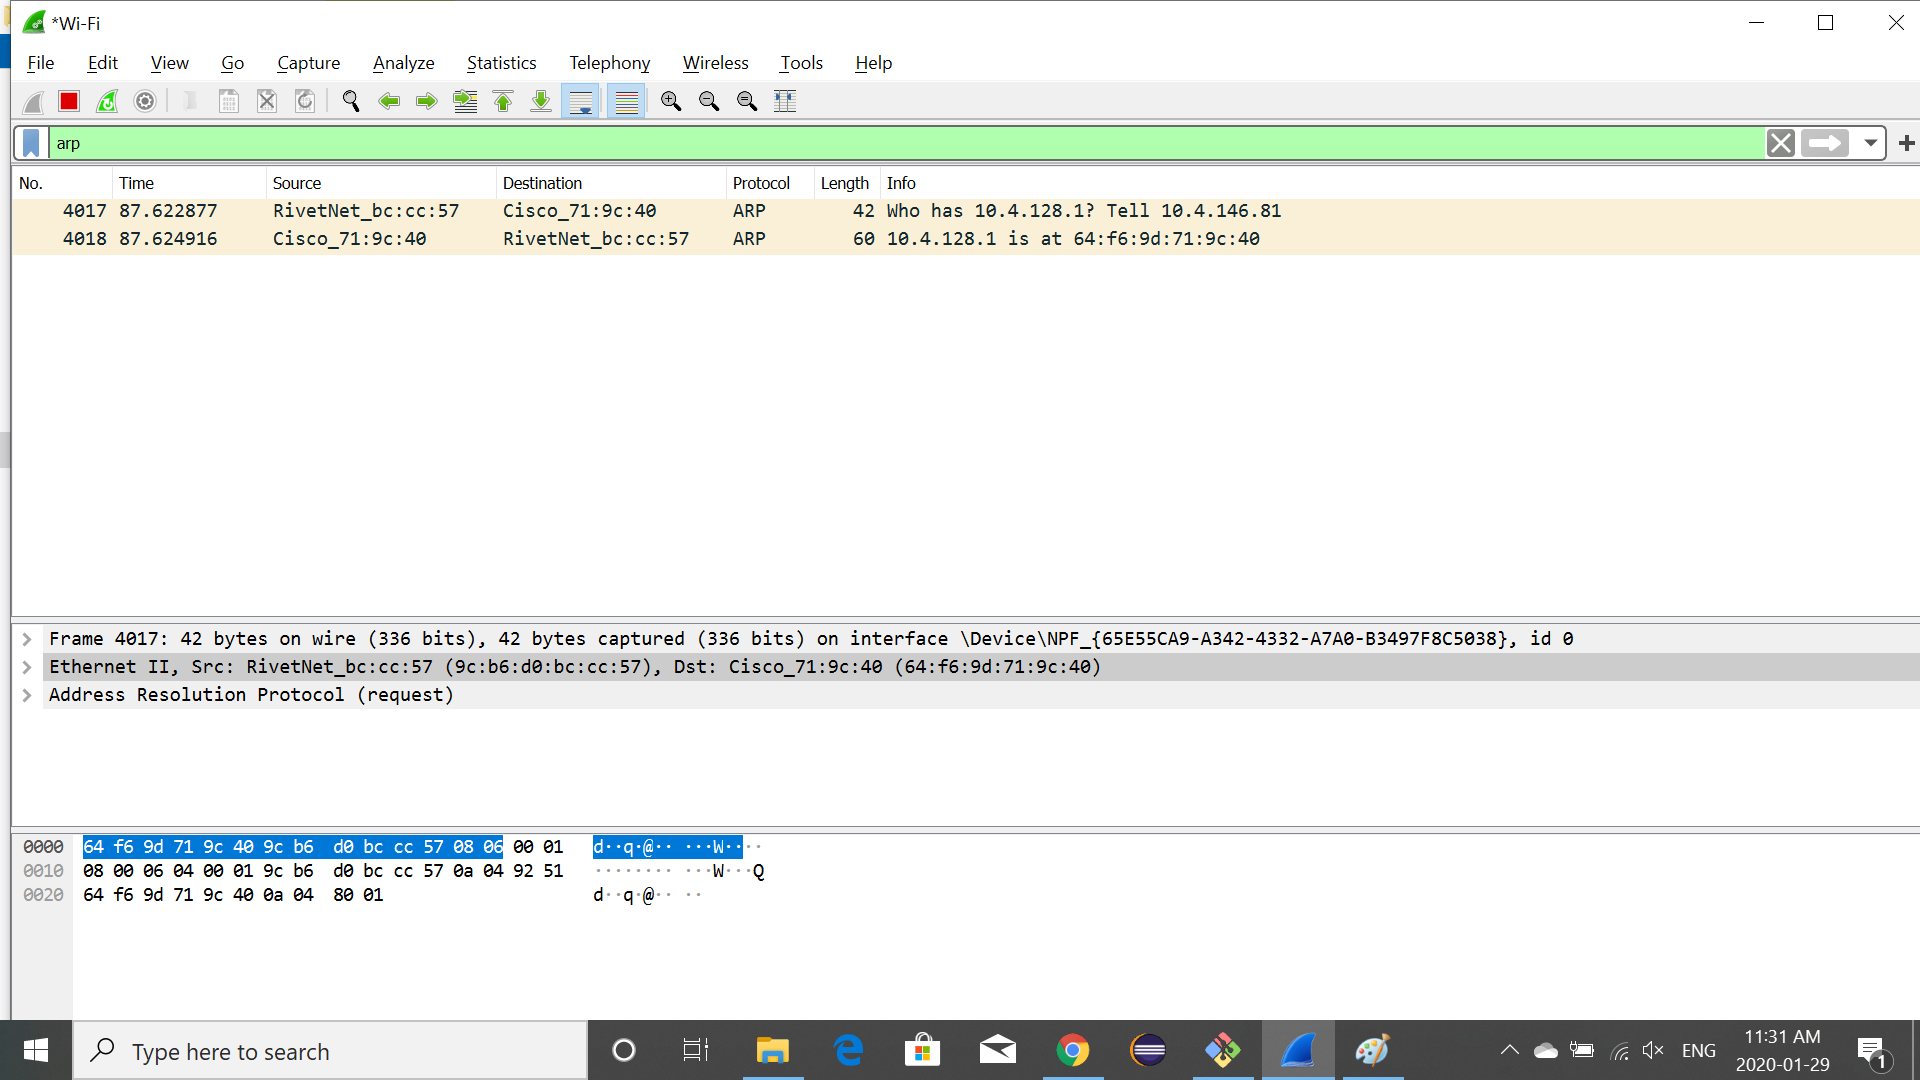 *Wi-Fi
File Edit View Go Capture Analyze Statistics Telephony Wireless Tools Help
arp
No. Time Source Destination Protocol Length Info
4017 87.622877 RivetNet_bc:cc:57 Cisco_71:9c:40 ARP 42 Who has 10.4.128.1? Tell 10.4.146.81
4018 87.624916 Cisco_71:9c:40 RivetNet_bc:cc:57 ARP 60 10.4.128.1 is at 64:f6:9d:71:9c:40
Frame 4017: 42 bytes on wire (336 bits), 42 bytes captured (336 bits) on interface \Device\NPF_{65E55CA9-A342-4332-A7A0-B3497F8C5038}, id 0
Ethernet II, Src: RivetNet_bc:cc:57 (9c:b6:d0:bc:cc:57), Dst: Cisco_71:9c:40 (64:f6:9d:71:9c:40)
Address Resolution Protocol (request)
0000 64 f6 9d 71 9c 40 9c b6 d0 bc cc 57 08 06 00 01 d··q·@·· ···W····
0010 08 00 06 04 00 01 9c b6 d0 bc cc 57 0a 04 92 51 ········ ···W···Q
0020 64 f6 9d 71 9c 40 0a 04 80 01 d··q·@·· ··
Type here to search
ENG
11:31 AM
2020-01-29
1